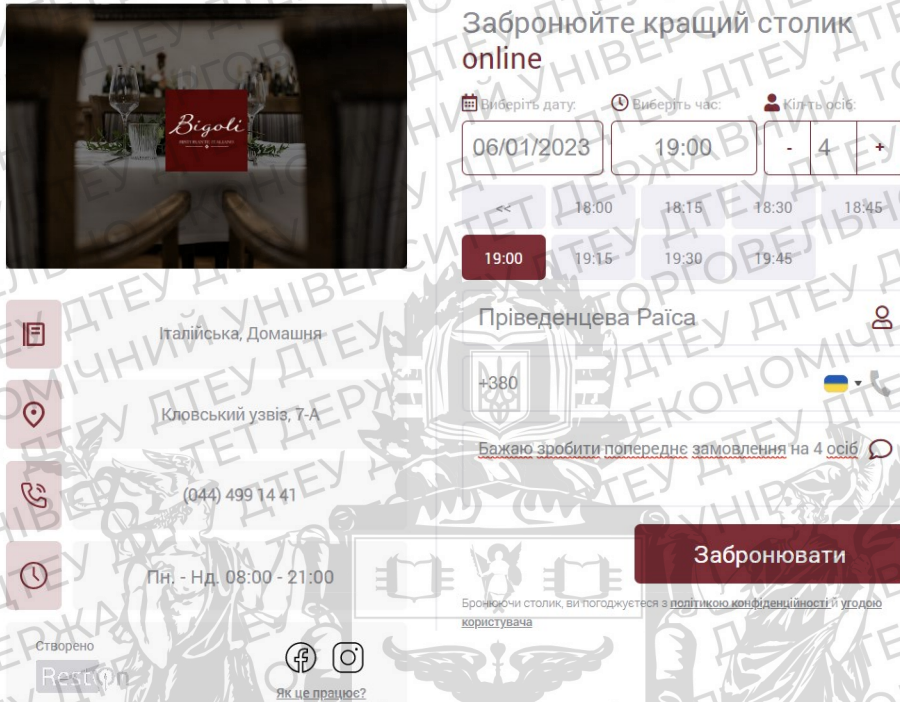 Bigoli
Забронюйте кращий столик
online
Виберіть дату:
Виберіть час:
Кіл-ть осіб:
06/01/2023
19:00
- 4 +
<< 18:00 18:15 18:30 18:45
19:00 19:15 19:30 19:45
Пріведенцева Раїса
+380
Бажаю зробити попереднє замовлення на 4 осіб
Забронювати
Бронюючи столик, ви погоджуєтеся з політикою конфіденційності й угодою
користувача
Італійська, Домашня
Кловський узвіз, 7-А
(044) 499 14 41
Пн. - Нд. 08:00 - 21:00
Створено
RestOn
Як це працює?